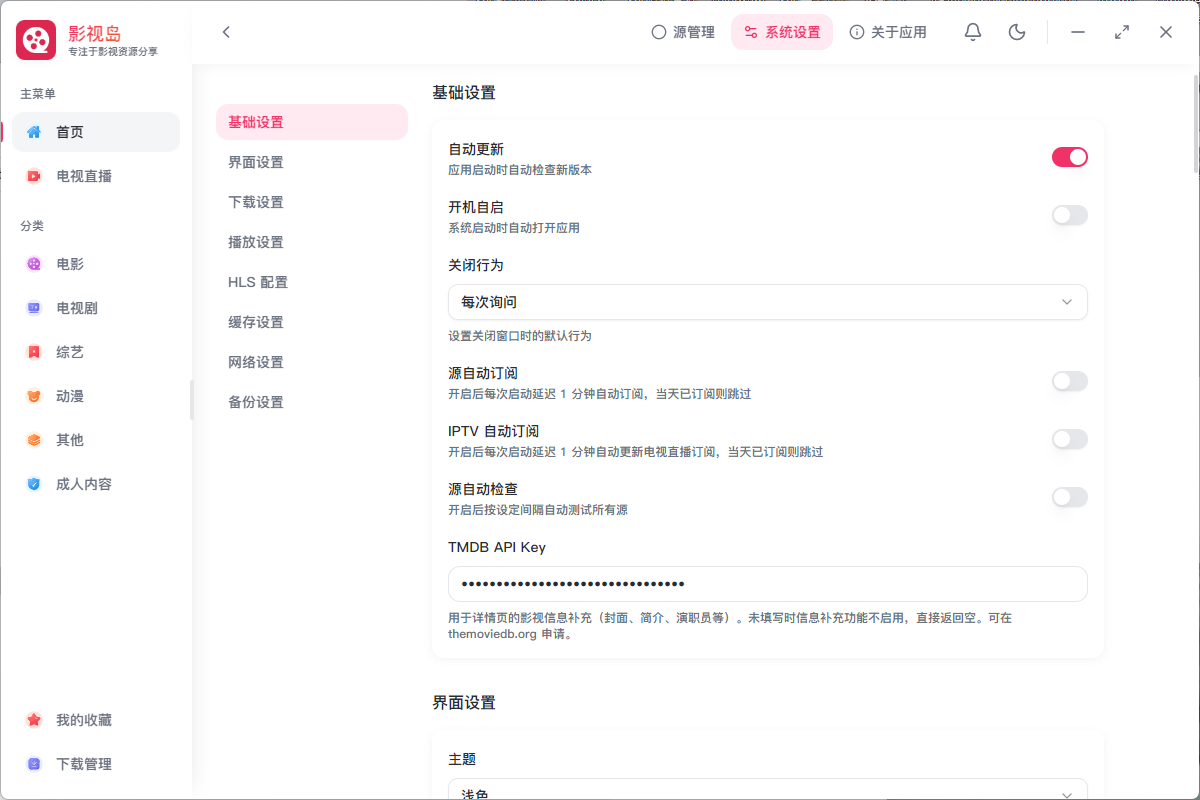 影视岛
专注于影视资源分享
源管理
系统设置
关于应用
主菜单
首页
电视直播
分类
电影
电视剧
综艺
动漫
其他
成人内容
我的收藏
下载管理
基础设置
界面设置
下载设置
播放设置
HLS 配置
缓存设置
网络设置
备份设置
基础设置
自动更新
应用启动时自动检查新版本
开机自启
系统启动时自动打开应用
关闭行为
每次询问
设置关闭窗口时的默认行为
源自动订阅
开启后每次启动延迟 1 分钟自动订阅，当天已订阅则跳过
IPTV 自动订阅
开启后每次启动延迟 1 分钟自动更新电视直播订阅，当天已订阅则跳过
源自动检查
开启后按设定间隔自动测试所有源
TMDB API Key
••••••••••••••••••••••••••••••••
用于详情页的影视信息补充（封面、简介、演职员等）。未填写时信息补充功能不启用，直接返回空。可在
themoviedb.org 申请。
界面设置
主题
浅色